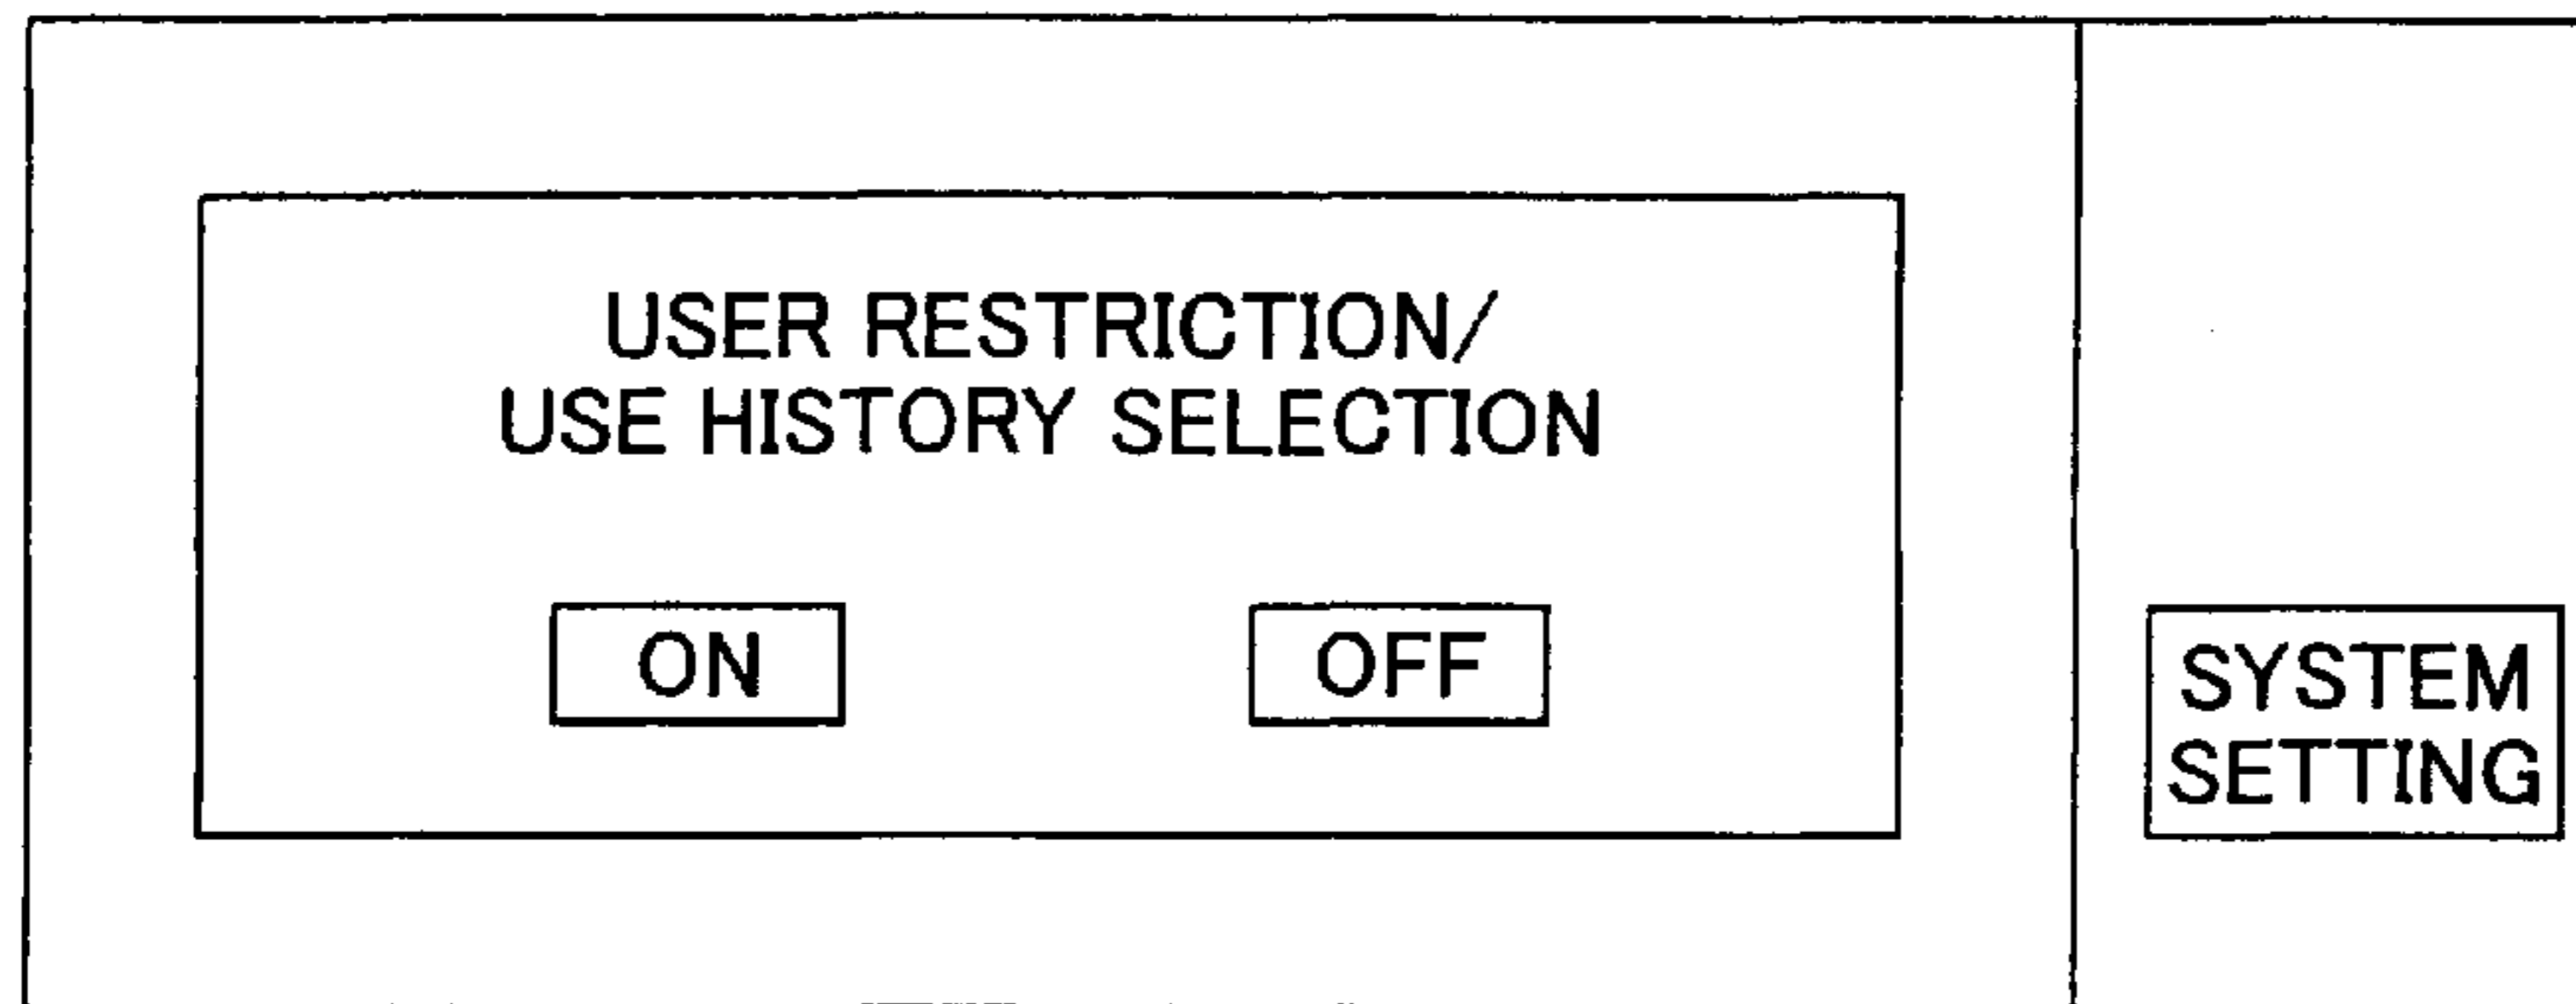 USER RESTRICTION/
USE HISTORY SELECTION
ON
OFF
SYSTEM
SETTING